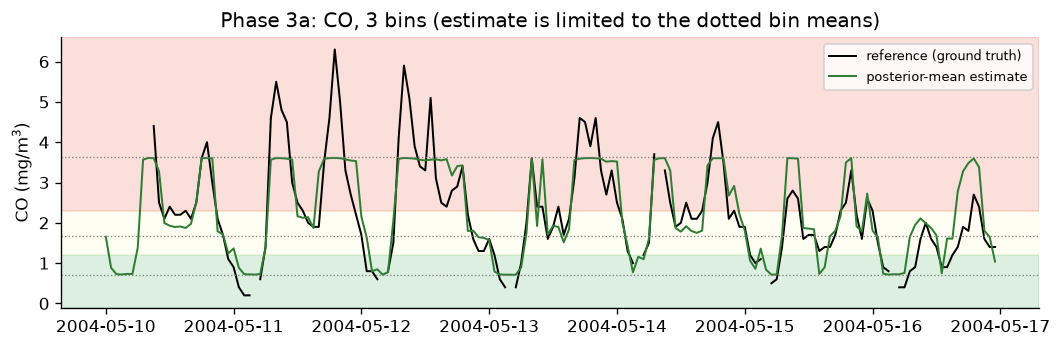 Phase 3a: CO, 3 bins (estimate is limited to the dotted bin means)
reference (ground truth)
posterior-mean estimate
CO (mg/m³)
6
5
4
3
2
1
0
2004-05-10 2004-05-11 2004-05-12 2004-05-13 2004-05-14 2004-05-15 2004-05-16 2004-05-17